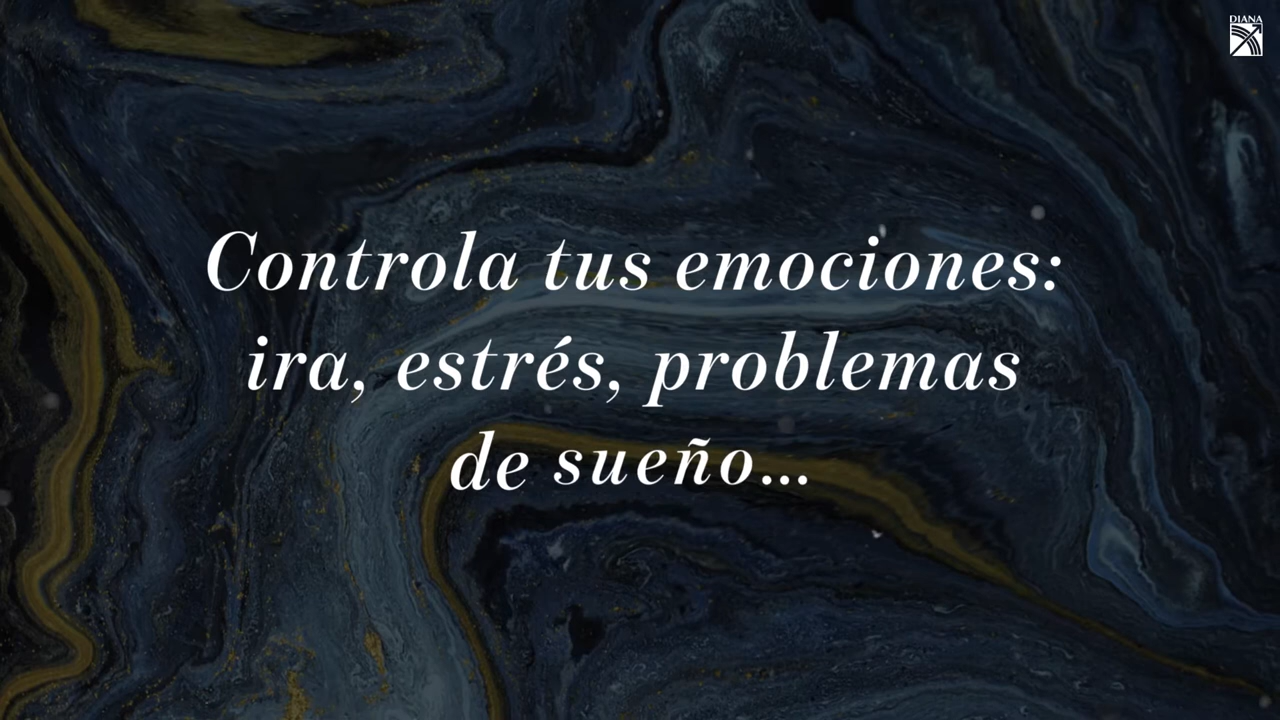 DIANA
Controla tus emociones:
ira, estrés, problemas
de sueño...